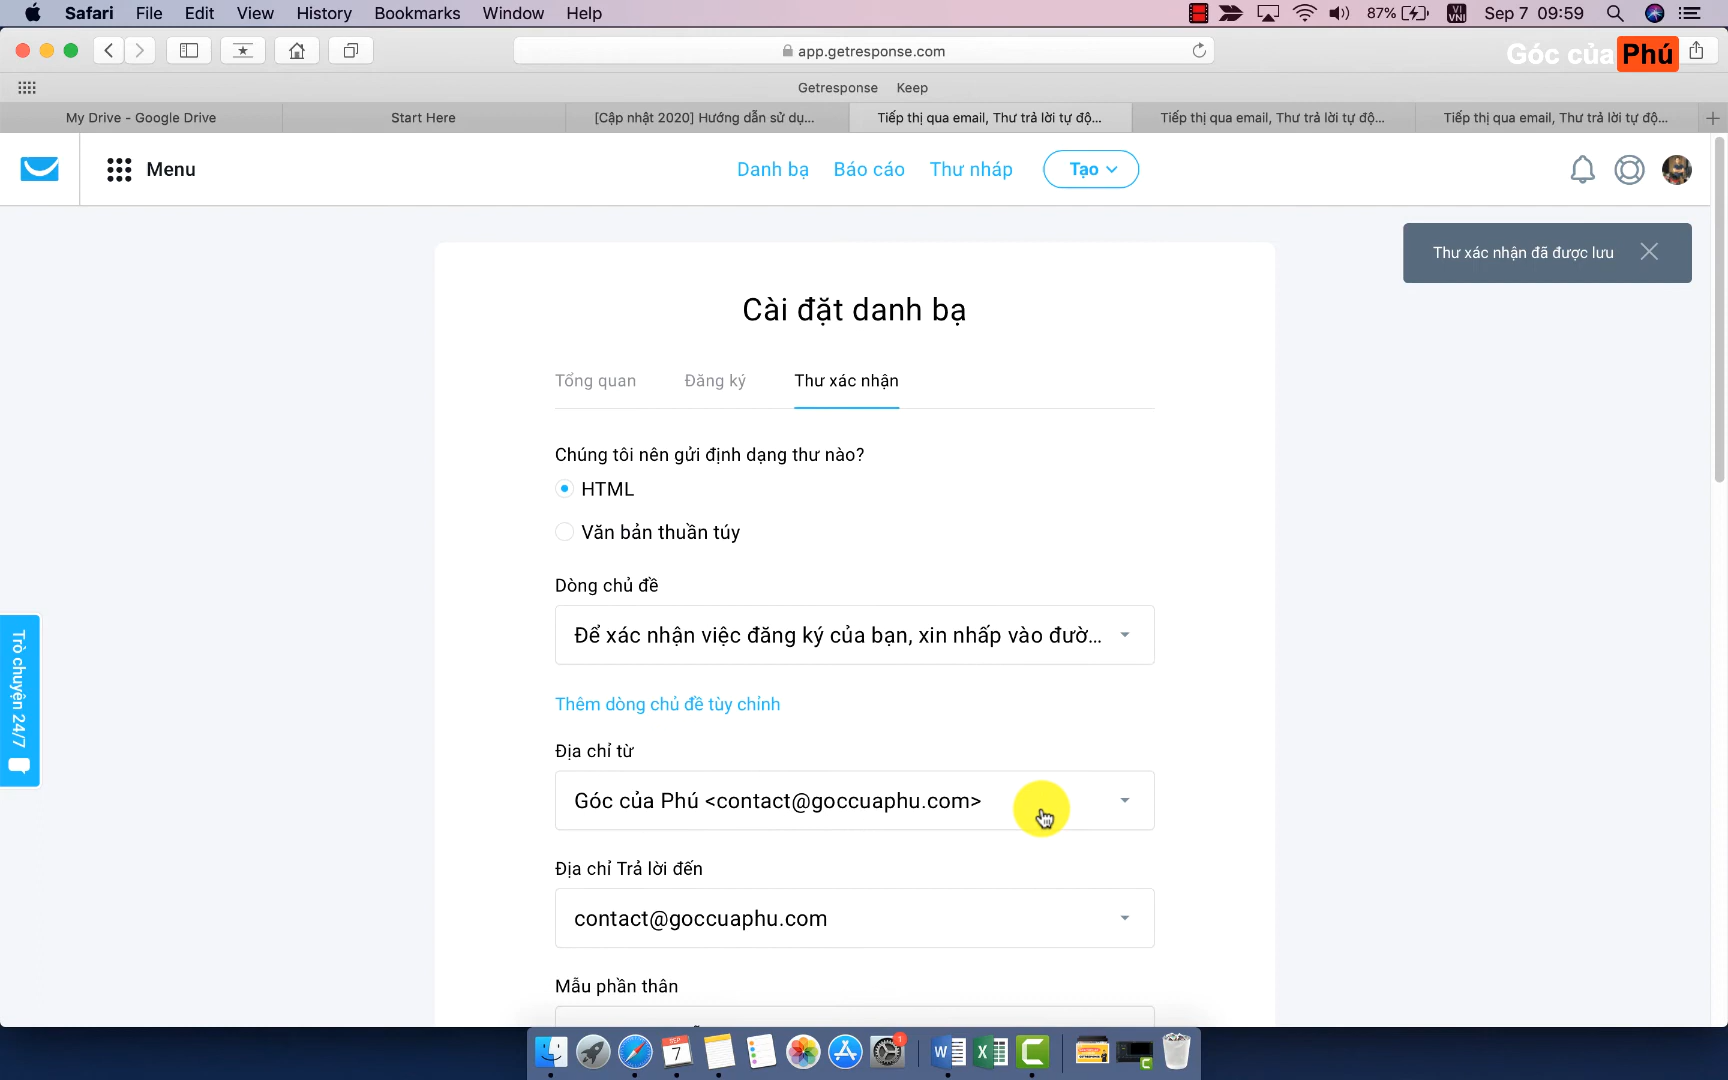 Safari File Edit View History Bookmarks Window Help 87% VI VNI Sep 7 09:59
app.getresponse.com
Góc của Phú
Getresponse Keep
My Drive - Google Drive
Start Here
[Cập nhật 2020] Hướng dẫn sử dụ...
Tiếp thị qua email, Thư trả lời tự độ...
Tiếp thị qua email, Thư trả lời tự độ...
Tiếp thị qua email, Thư trả lời tự độ...
Menu
Danh bạ Báo cáo Thư nháp Tạo
Thư xác nhận đã được lưu
Cài đặt danh bạ
Tổng quan Đăng ký Thư xác nhận
Chúng tôi nên gửi định dạng thư nào?
HTML
Văn bản thuần túy
Dòng chủ đề
Để xác nhận việc đăng ký của bạn, xin nhấp vào đườ...
Thêm dòng chủ đề tùy chỉnh
Trò chuyện 24/7
Địa chỉ từ
Góc của Phú <contact@goccuaphu.com>
Địa chỉ Trả lời đến
contact@goccuaphu.com
Mẫu phần thân
SEP
7
1
W X C